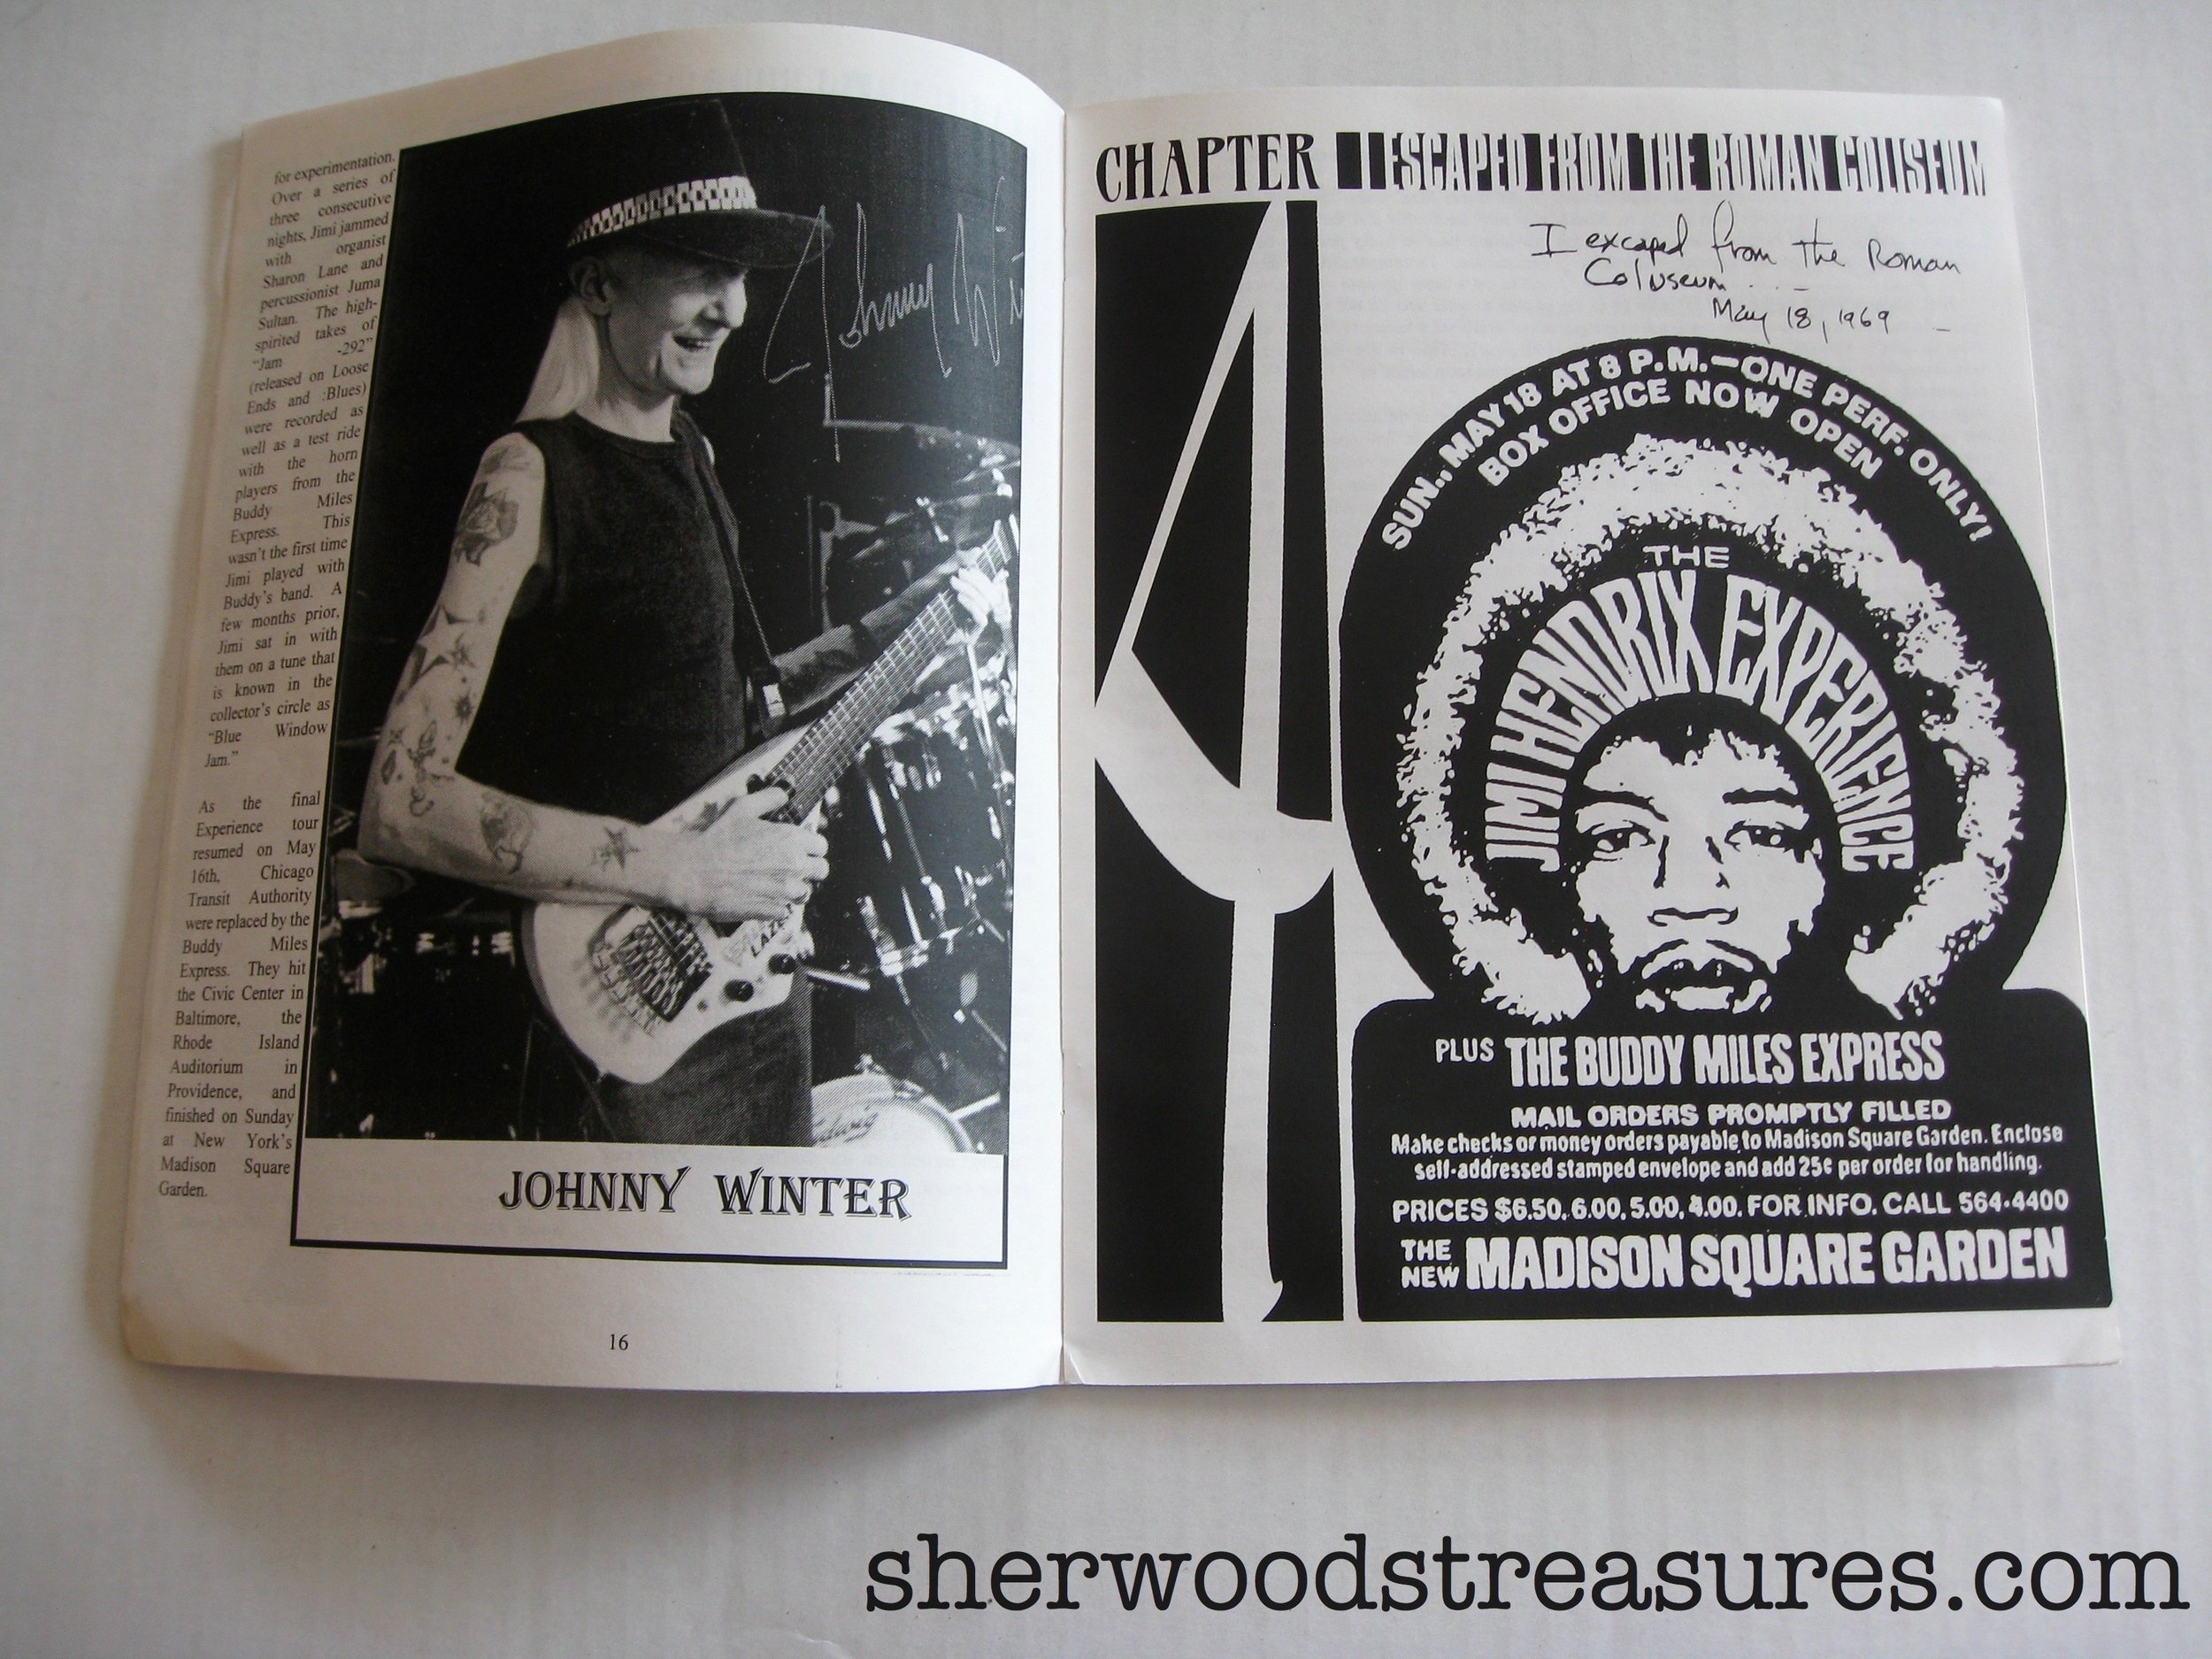 for experimentation.
Over a series of
three consecutive
nights, Jimi jammed
with organist
Sharon Lane and
percussionist Juma
Sultan. The high-
spirited takes of
"Jam -292"
(released on Loose
Ends and :Blues)
were recorded as
well as a test ride
with the horn
players from the
Buddy Miles
Express. This
wasn't the first time
Jimi played with
Buddy's band. A
few months prior,
Jimi sat in with
them on a tune that
is known in the
collector's circle as
"Blue Window
Jam."
As the final
Experience tour
resumed on May
16th, Chicago
Transit Authority
were replaced by the
Buddy Miles
Express. They hit
the Civic Center in
Baltimore, the
Rhode Island
Auditorium in
Providence, and
finished on Sunday
at New York's
Madison Square
Garden.
Johnny Wi
JOHNNY WINTER
16
CHAPTER
4
I ESCAPED FROM THE ROMAN COLISEUM
I excaped from the Roman
Coluseum . . . –
May 18, 1969 –
SUN., MAY 18 AT 8 P.M.—ONE PERF. ONLY!
BOX OFFICE NOW OPEN
THE
JIMI HENDRIX EXPERIENCE
PLUS THE BUDDY MILES EXPRESS
MAIL ORDERS PROMPTLY FILLED
Make checks or money orders payable to Madison Square Garden. Enclose
self-addressed stamped envelope and add 25¢ per order for handling.
PRICES $6.50, 6.00, 5.00, 4.00. FOR INFO. CALL 564-4400
THE NEW MADISON SQUARE GARDEN
sherwoodstreasures.com